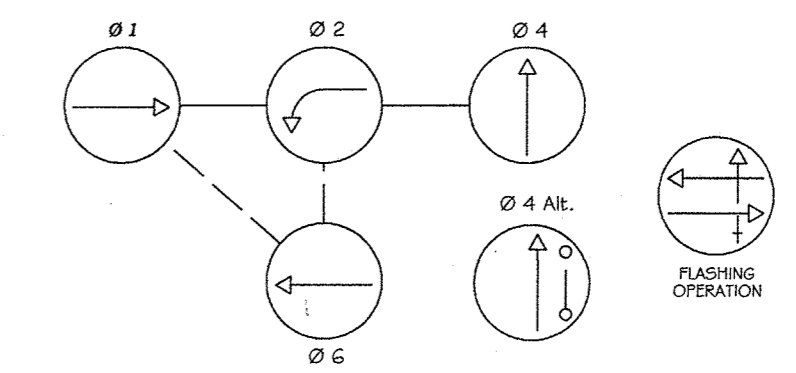 Ø 1
Ø 2
Ø 4
Ø 4 Alt.
FLASHING
OPERATION
Ø 6